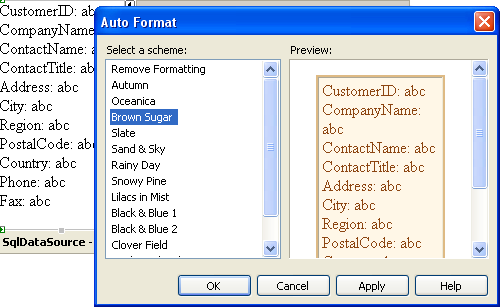 CustomerID: abc
CompanyName
ContactName:
ContactTitle:
Address: abc
City: abc
Region: abc
PostalCode: abc
Country: abc
Phone: abc
Fax: abc
SqlDataSource -
Auto Format
Select a scheme:
Remove Formatting
Autumn
Oceanica
Brown Sugar
Slate
Sand & Sky
Rainy Day
Snowy Pine
Lilacs in Mist
Black & Blue 1
Black & Blue 2
Clover Field
Preview:
CustomerID: abc
CompanyName:
abc
ContactName: abc
ContactTitle: abc
Address: abc
City: abc
Region: abc
PostalCode: abc
Country: abc
OK
Cancel
Apply
Help